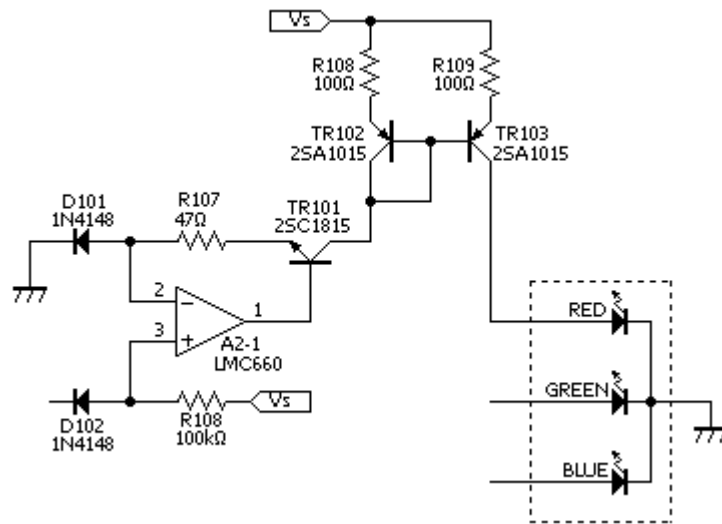 Vs
R108
100Ω
R109
100Ω
TR102
2SA1015
TR103
2SA1015
D101
1N4148
R107
47Ω
TR101
2SC1815
2
−
1
3
+
A2-1
LMC660
RED
D102
1N4148
R108
100kΩ
Vs
GREEN
BLUE